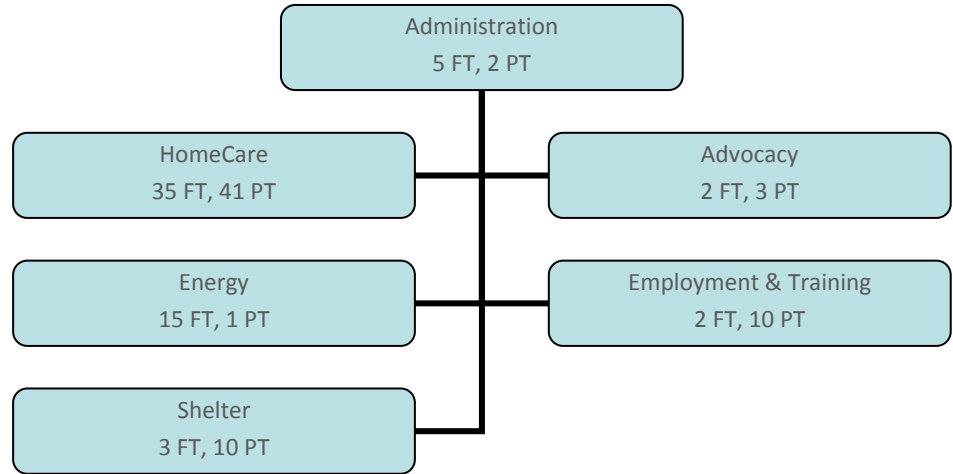 Administration
5 FT, 2 PT
HomeCare
35 FT, 41 PT
Advocacy
2 FT, 3 PT
Energy
15 FT, 1 PT
Employment & Training
2 FT, 10 PT
Shelter
3 FT, 10 PT